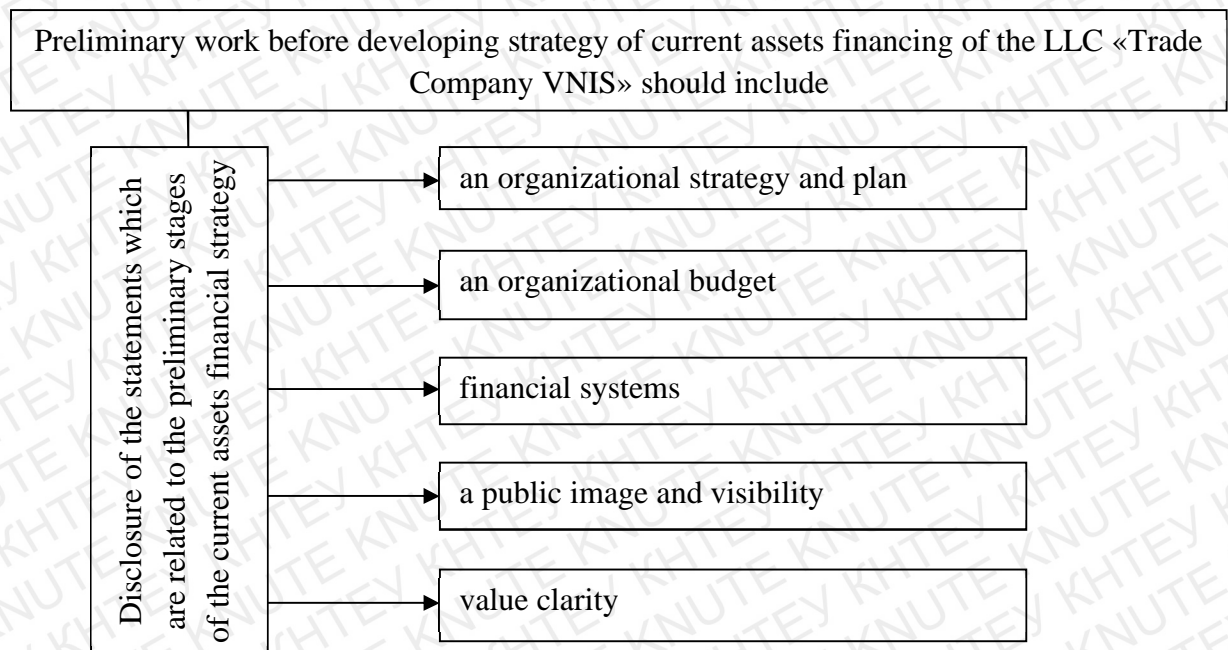 Preliminary work before developing strategy of current assets financing of the LLC «Trade
Company VNIS» should include
Disclosure of the statements which
are related to the preliminary stages
of the current assets financial strategy
an organizational strategy and plan
an organizational budget
financial systems
a public image and visibility
value clarity